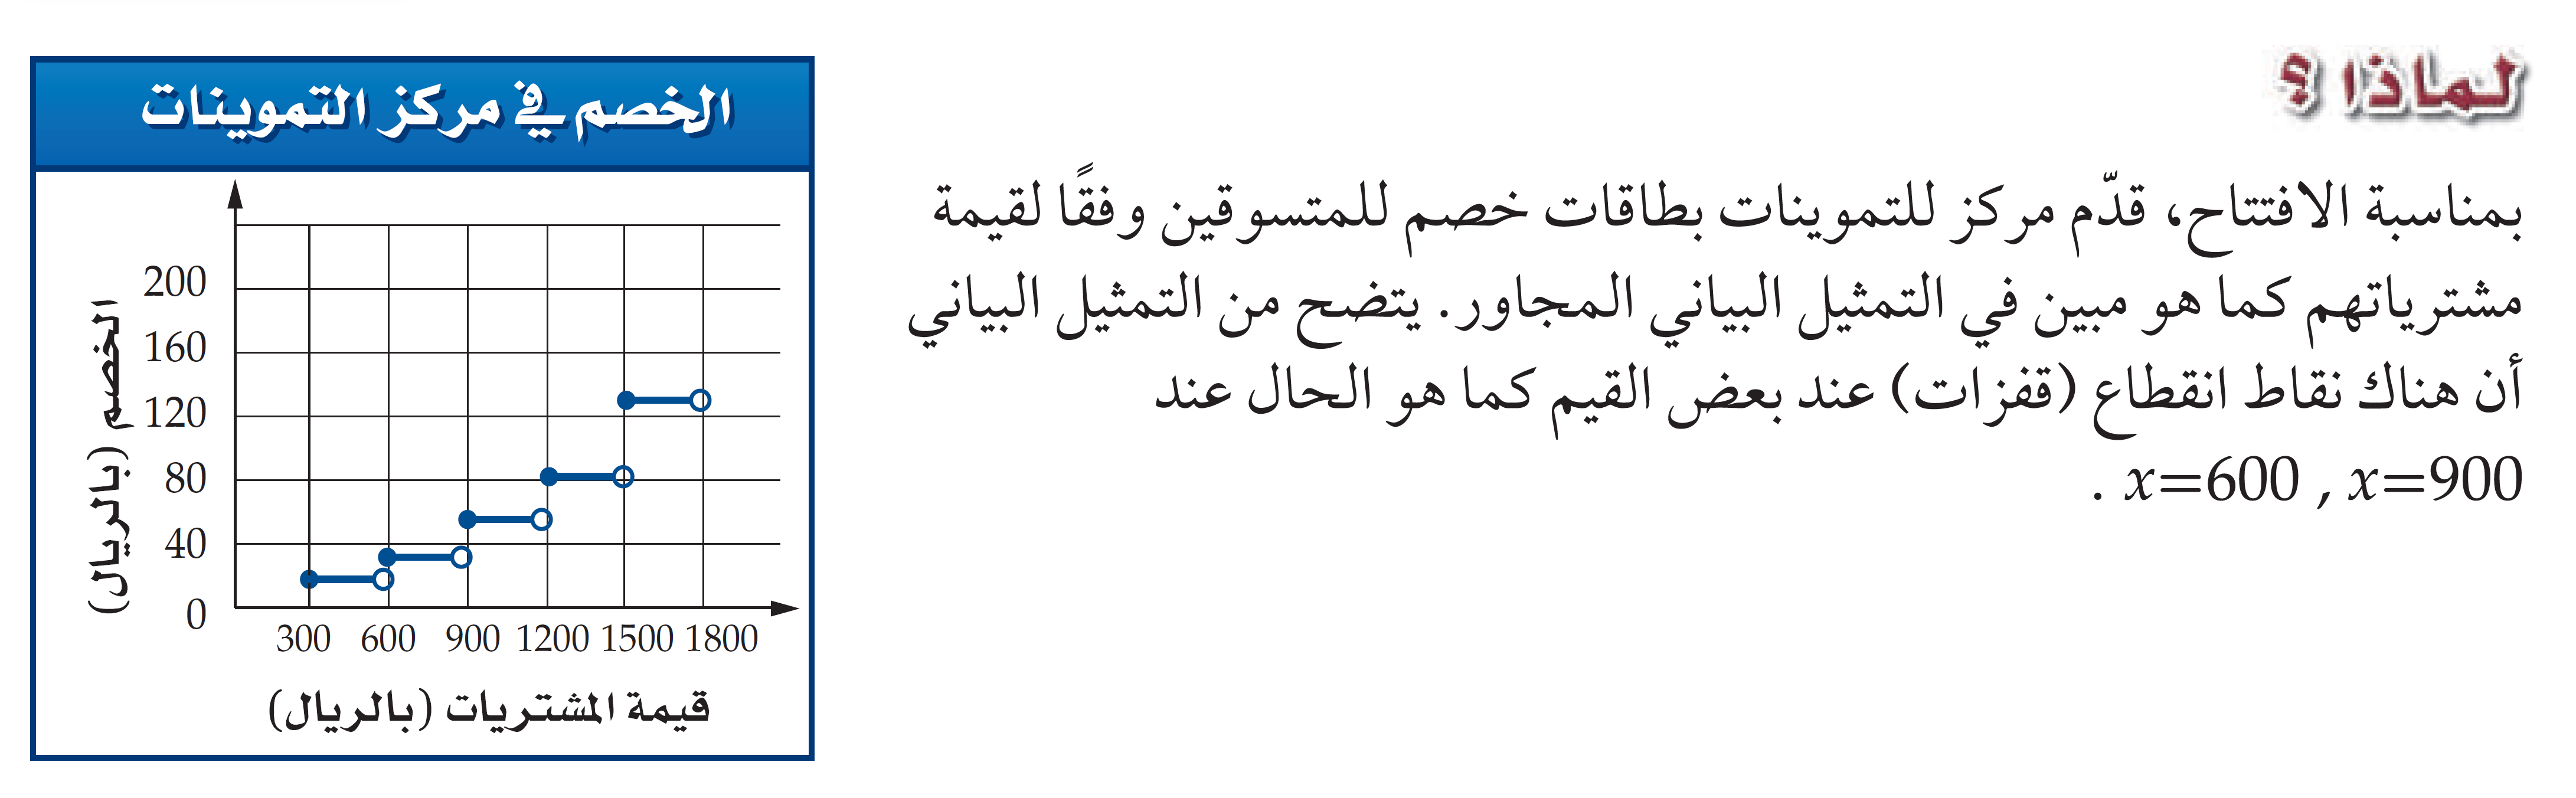 لماذا ؟
بمناسبة الافتتاح، قدّم مركز للتموينات بطاقات خصم للمتسوقين وفقًا لقيمة
مشترياتهم كما هو مبين في التمثيل البياني المجاور. يتضح من التمثيل البياني
أن هناك نقاط انقطاع (قفزات) عند بعض القيم كما هو الحال عند
. x=600 , x=900
الخصم في مركز التموينات
الخصم (بالريال)
200
160
120
80
40
0
300 600 900 1200 1500 1800
قيمة المشتريات (بالريال)